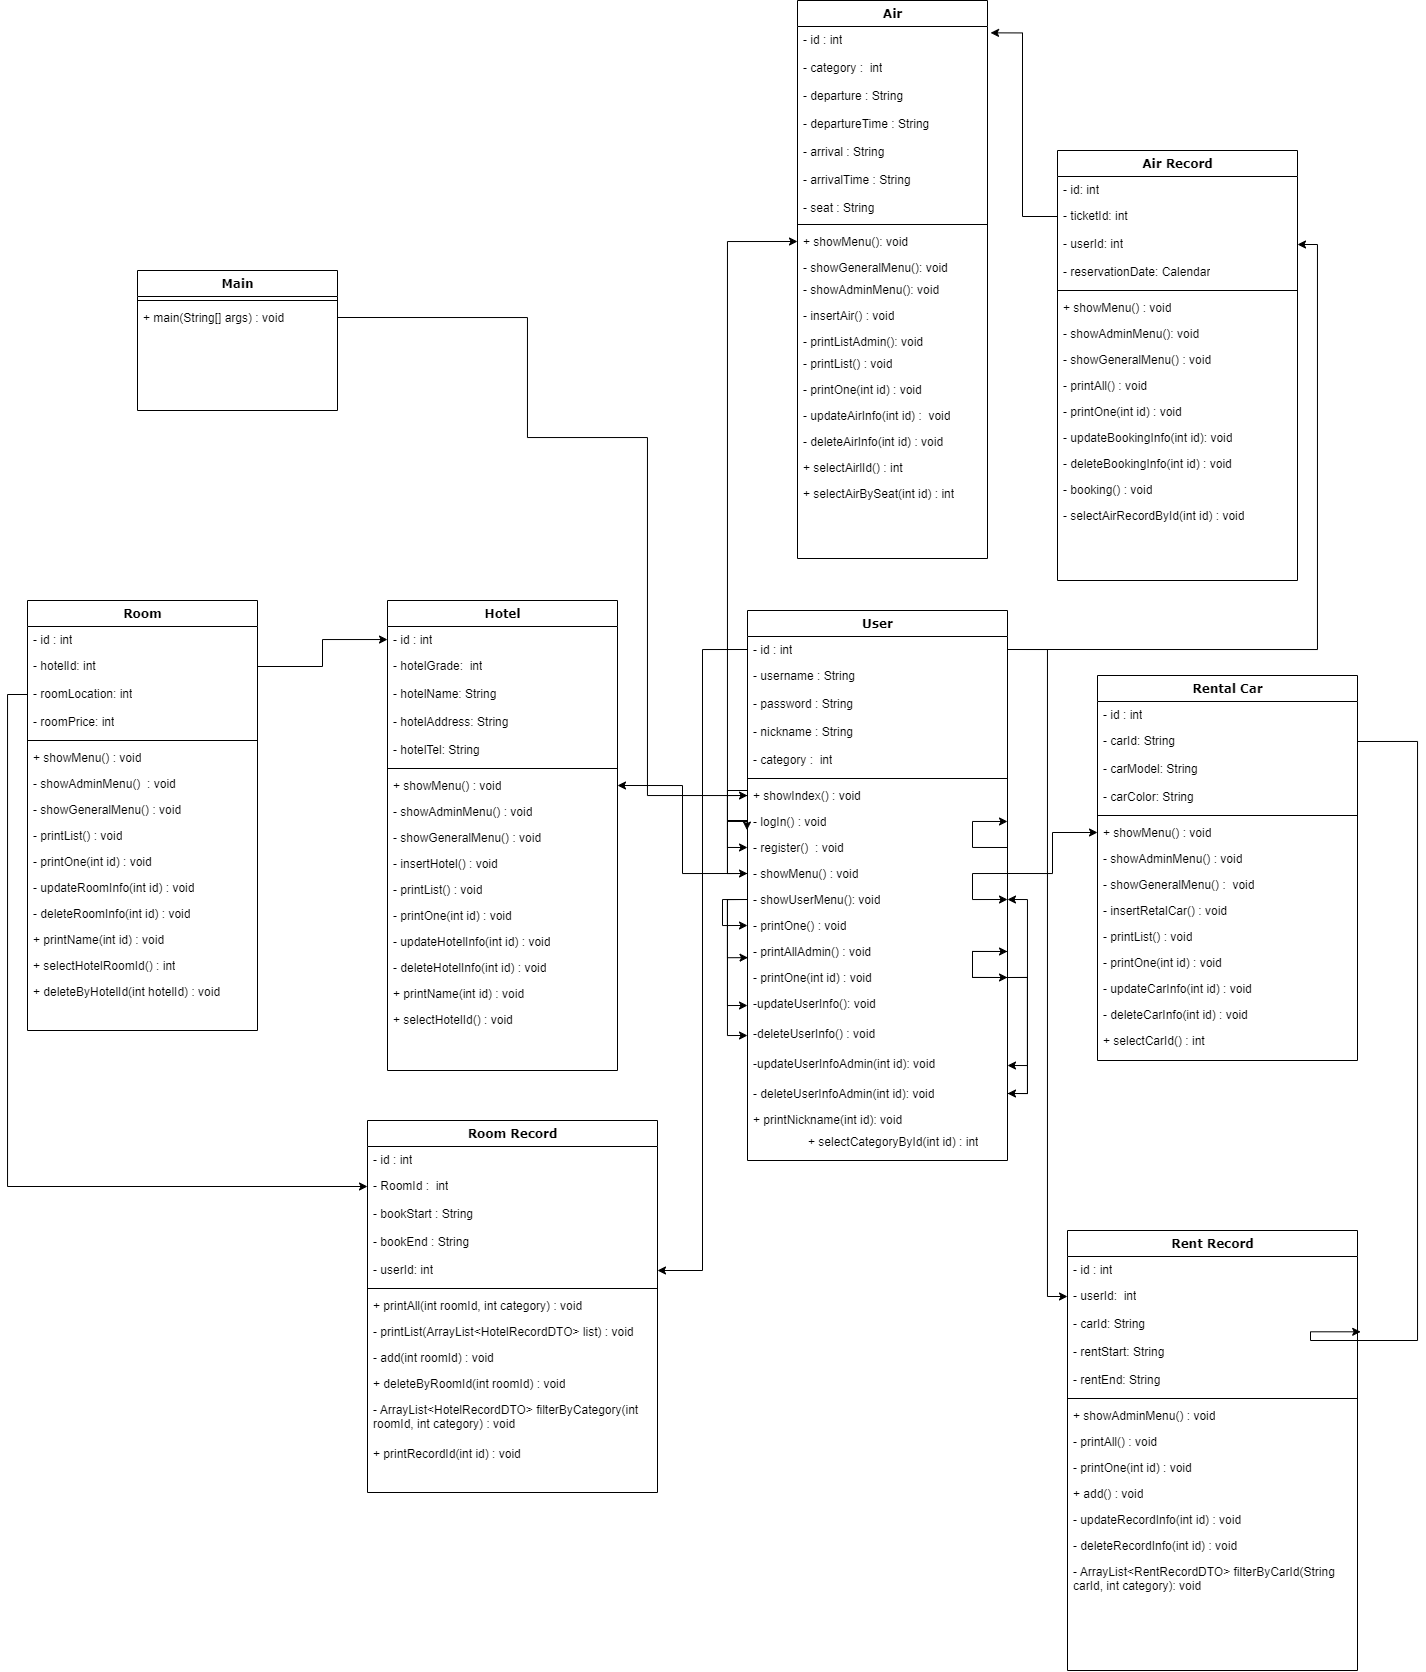 Air
- id : int
- category :  int
- departure : String
- departureTime : String
- arrival : String
- arrivalTime : String
- seat : String
+ showMenu(): void
- showGeneralMenu(): void
- showAdminMenu(): void
- insertAir() : void
- printListAdmin(): void
- printList() : void
- printOne(int id) : void
- updateAirInfo(int id) :  void
- deleteAirInfo(int id) : void
+ selectAirId() : int
+ selectAirBySeat(int id) : int
Air Record
- id: int
- ticketId: int
- userId: int
- reservationDate: Calendar
+ showMenu() : void
- showAdminMenu(): void
- showGeneralMenu() : void
- printAll() : void
- printOne(int id) : void
- updateBookingInfo(int id): void
- deleteBookingInfo(int id) : void
- booking() : void
- selectAirRecordById(int id) : void
Main
+ main(String[] args) : void
Room
- id : int
- hotelId: int
- roomLocation: int
- roomPrice: int
+ showMenu() : void
- showAdminMenu()  : void
- showGeneralMenu() : void
- printList() : void
- printOne(int id) : void
- updateRoomInfo(int id) : void
- deleteRoomInfo(int id) : void
+ printName(int id) : void
+ selectHotelRoomId() : int
+ deleteByHotelId(int hotelId) : void
Hotel
- id : int
- hotelGrade:  int
- hotelName: String
- hotelAddress: String
- hotelTel: String
+ showMenu() : void
- showAdminMenu() : void
- showGeneralMenu() : void
- insertHotel() : void
- printList() : void
- printOne(int id) : void
- updateHotelInfo(int id) : void
- deleteHotelInfo(int id) : void
+ printName(int id) : void
+ selectHotelId() : void
User
- id : int
- username : String
- password : String
- nickname : String
- category :  int
+ showIndex() : void
- logIn() : void
- register()  : void
- showMenu() : void
- showUserMenu(): void
- printOne() : void
- printAllAdmin() : void
- printOne(int id) : void
-updateUserInfo(): void
-deleteUserInfo() : void
-updateUserInfoAdmin(int id): void
- deleteUserInfoAdmin(int id): void
+ printNickname(int id): void
+ selectCategoryById(int id) : int
Rental Car
- id : int
- carId: String
- carModel: String
- carColor: String
+ showMenu() : void
- showAdminMenu() : void
- showGeneralMenu() :  void
- insertRetalCar() : void
- printList() : void
- printOne(int id) : void
- updateCarInfo(int id) : void
- deleteCarInfo(int id) : void
+ selectCarId() : int
Room Record
- id : int
- RoomId :  int
- bookStart : String
- bookEnd : String
- userId: int
+ printAll(int roomId, int category) : void
- printList(ArrayList<HotelRecordDTO> list) : void
- add(int roomId) : void
+ deleteByRoomId(int roomId) : void
- ArrayList<HotelRecordDTO> filterByCategory(int
roomId, int category) : void
+ printRecordId(int id) : void
Rent Record
- id : int
- userId:  int
- carId: String
- rentStart: String
- rentEnd: String
+ showAdminMenu() : void
- printAll() : void
- printOne(int id) : void
+ add() : void
- updateRecordInfo(int id) : void
- deleteRecordInfo(int id) : void
- ArrayList<RentRecordDTO> filterByCarId(String
carId, int category): void